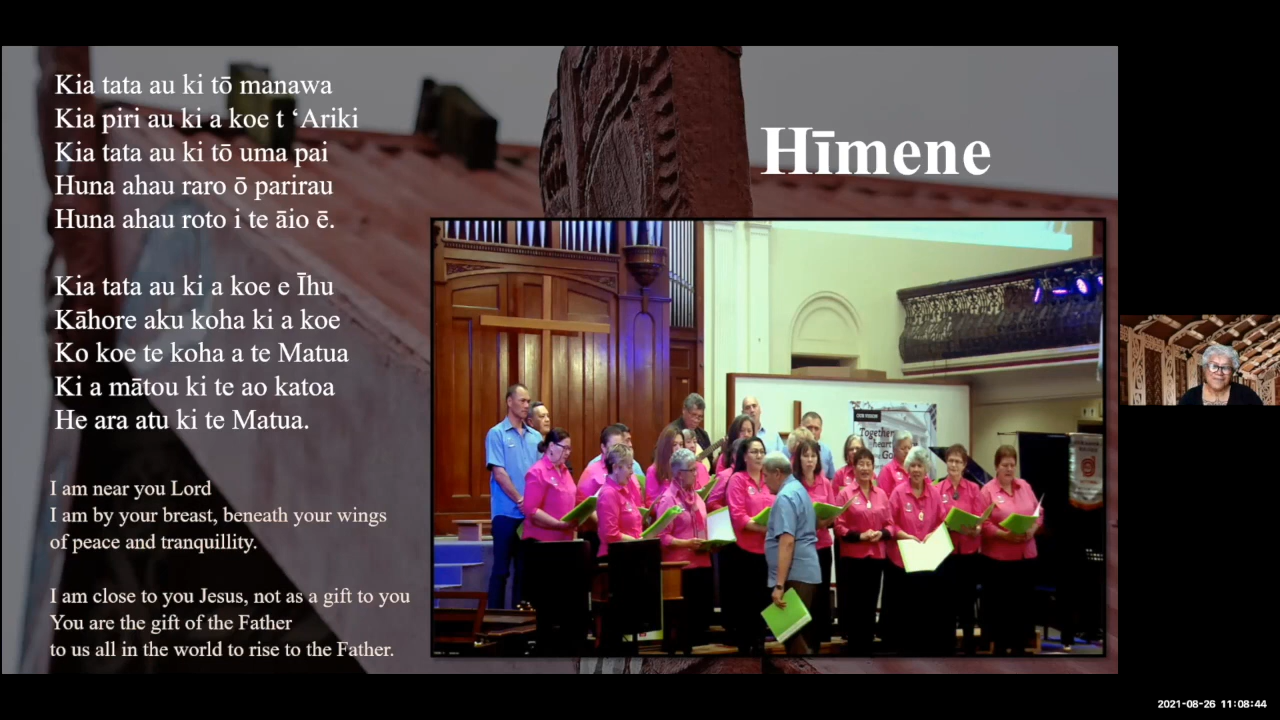 Kia tata au ki tō manawa
Kia piri au ki a koe t ‘Ariki
Kia tata au ki tō uma pai
Huna ahau raro ō parirau
Huna ahau roto i te āio ē.
Kia tata au ki a koe e Īhu
Kāhore aku koha ki a koe
Ko koe te koha a te Matua
Ki a mātou ki te ao katoa
He ara atu ki te Matua.
I am near you Lord
I am by your breast, beneath your wings
of peace and tranquillity.
I am close to you Jesus, not as a gift to you
You are the gift of the Father
to us all in the world to rise to the Father.
Hīmene
Together
heart
God
2021-08-26 11:08:44